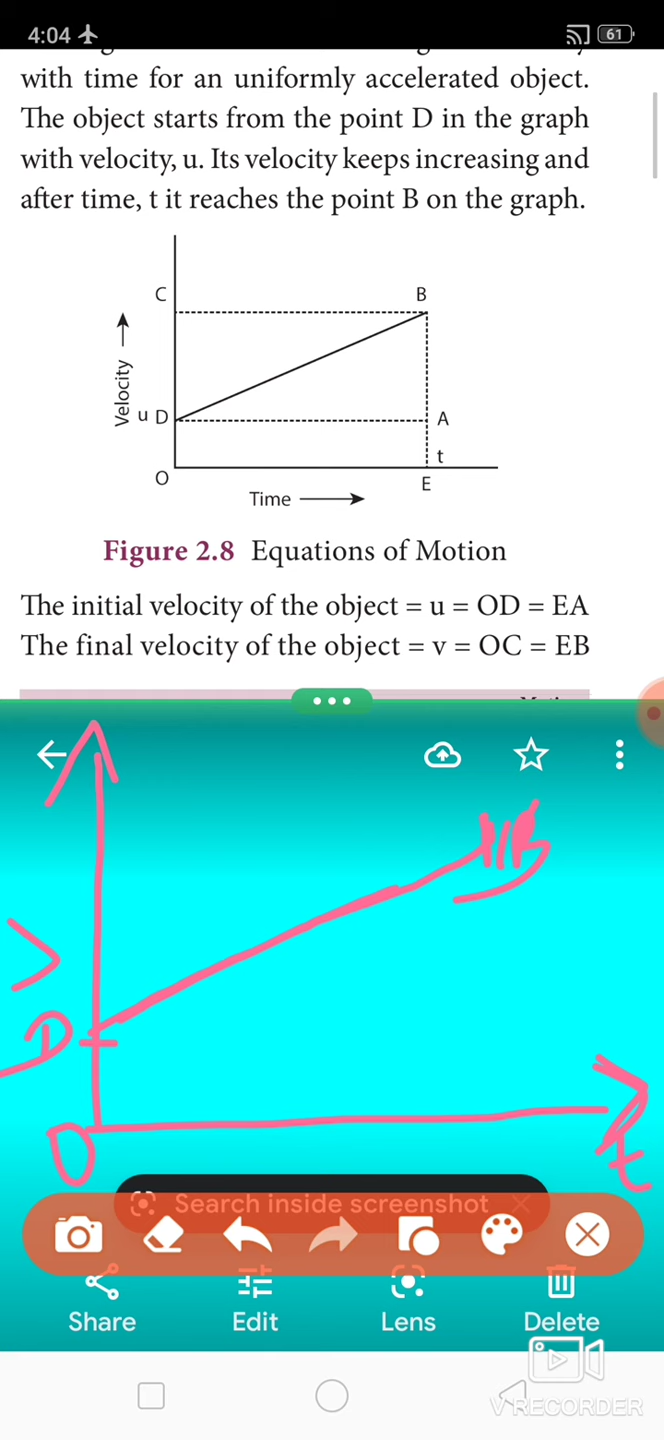 4:04
61
with time for an uniformly accelerated object.
The object starts from the point D in the graph
with velocity, u. Its velocity keeps increasing and
after time, t it reaches the point B on the graph.
C
B
Velocity
u D
A
t
O
E
Time
Figure 2.8 Equations of Motion
The initial velocity of the object = u = OD = EA
The final velocity of the object = v = OC = EB
B
V
D
O
t
Search inside screenshot
Share
Edit
Lens
Delete
V RECORDER